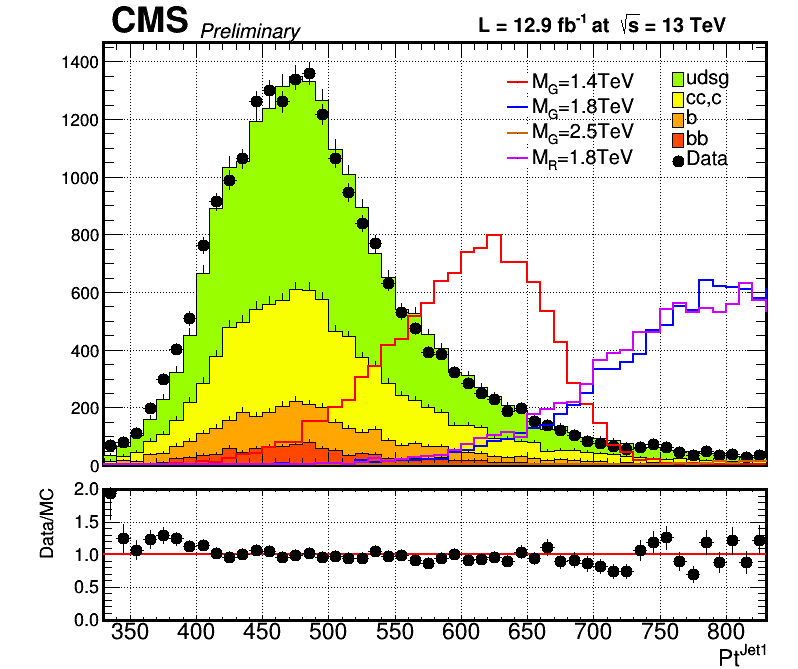 CMS Preliminary L = 12.9 fb⁻¹ at √s = 13 TeV
1400
1200
1000
800
600
400
200
0
M_G=1.4TeV
M_G=1.8TeV
M_G=2.5TeV
M_R=1.8TeV
udsg
cc,c
b
bb
Data
Data/MC
2.0
1.5
1.0
0.5
0.0
350 400 450 500 550 600 650 700 750 800
Pt^Jet1